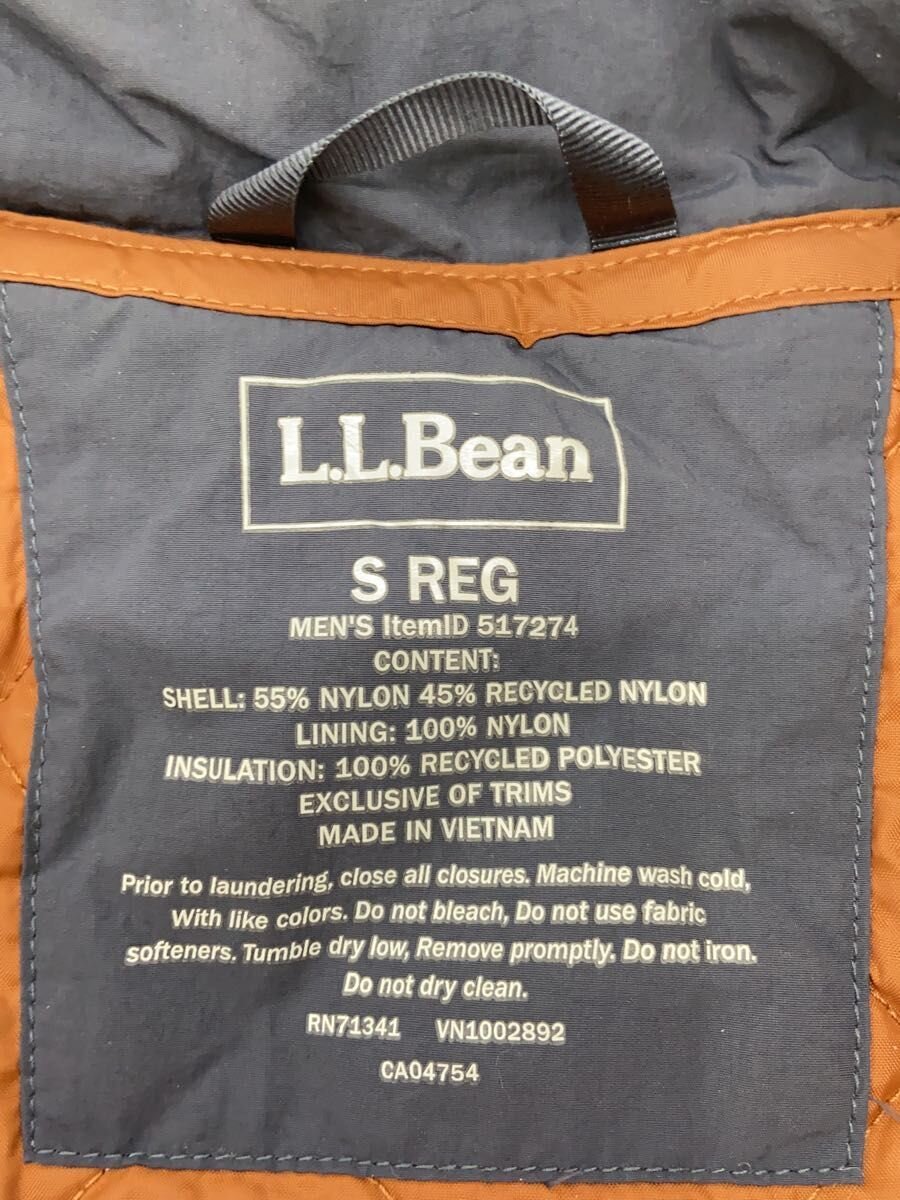 L.L.Bean
S REG
MEN'S ItemID 517274
CONTENT:
SHELL: 55% NYLON 45% RECYCLED NYLON
LINING: 100% NYLON
INSULATION: 100% RECYCLED POLYESTER
EXCLUSIVE OF TRIMS
MADE IN VIETNAM
Prior to laundering, close all closures. Machine wash cold,
With like colors. Do not bleach, Do not use fabric
softeners. Tumble dry low, Remove promptly. Do not iron.
Do not dry clean.
RN71341 VN1002892
CA04754